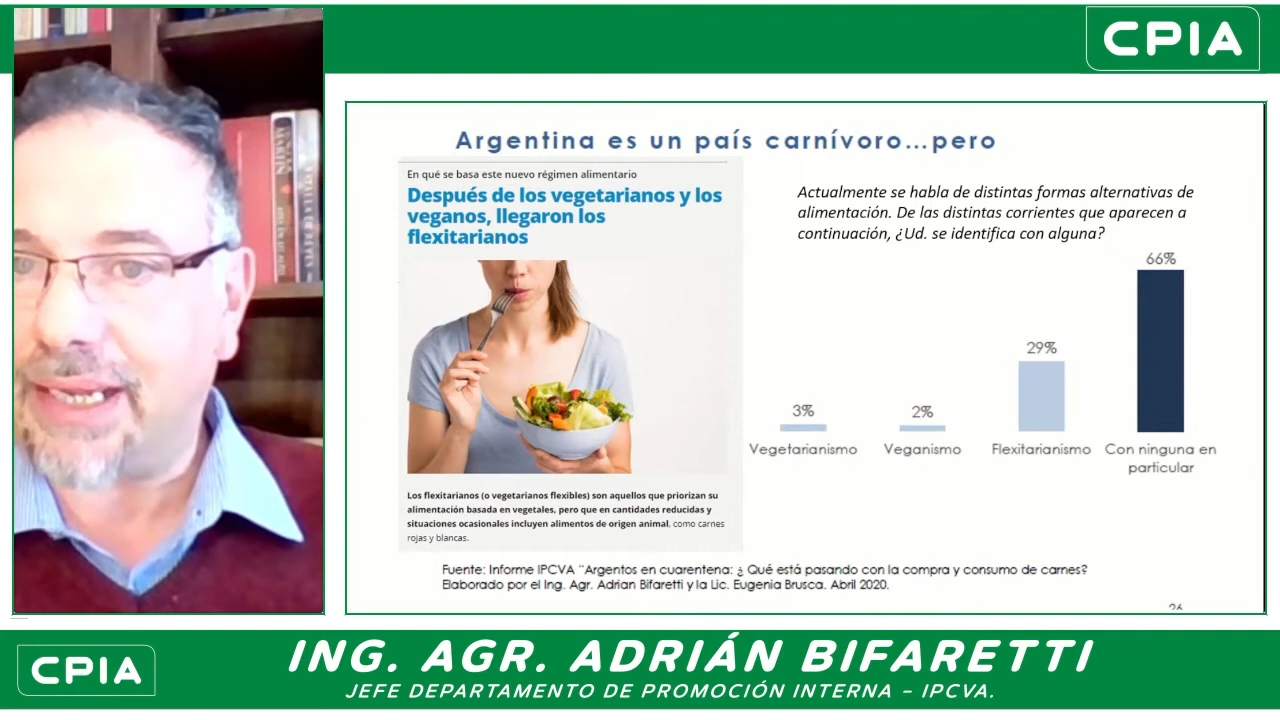 CPIA
Argentina es un país carnívoro...pero
En qué se basa este nuevo régimen alimentario
Después de los vegetarianos y los
veganos, llegaron los
flexitarianos
Los flexitarianos (o vegetarianos flexibles) son aquellos que priorizan su
alimentación basada en vegetales, pero que en cantidades reducidas y
situaciones ocasionales incluyen alimentos de origen animal, como carnes
rojas y blancas.
Actualmente se habla de distintas formas alternativas de
alimentación. De las distintas corrientes que aparecen a
continuación, ¿Ud. se identifica con alguna?
66%
29%
3%
2%
Vegetarianismo
Veganismo
Flexitarianismo
Con ninguna en
particular
Fuente: Informe IPCVA ¨Argentos en cuarentena: ¿ Qué está pasando con la compra y consumo de carnes?
Elaborado por el Ing. Agr. Adrian Bifaretti y la Lic. Eugenia Brusca. Abril 2020.
CPIA
ING. AGR. ADRIÁN BIFARETTI
JEFE DEPARTAMENTO DE PROMOCIÓN INTERNA – IPCVA.